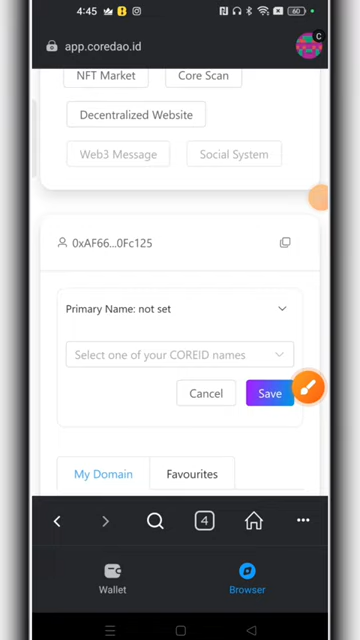 4:45
60
app.coredao.id
C
NFT Market
Core Scan
Decentralized Website
Web3 Message
Social System
0xAF66...0Fc125
Primary Name: not set
Select one of your COREID names
Cancel
Save
My Domain
Favourites
4
Wallet
Browser